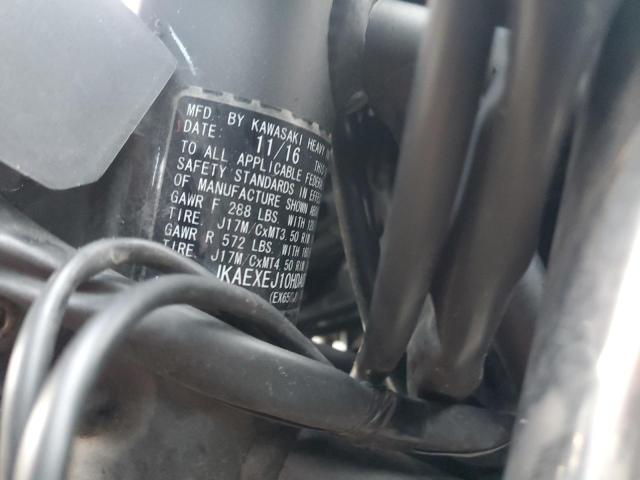 MFD. BY KAWASAKI HEAVY
DATE: 11/16
TO ALL APPLICABLE
SAFETY STANDARDS IN
OF MANUFACTURE SHOWN
GAWR F 288 LBS. WITH
TIRE, J17M/CxMT3.50 RIM
GAWR R 572 LBS. WITH
TIRE, J17M/CxMT4.50 RIM
JKAEXEJ10HDA